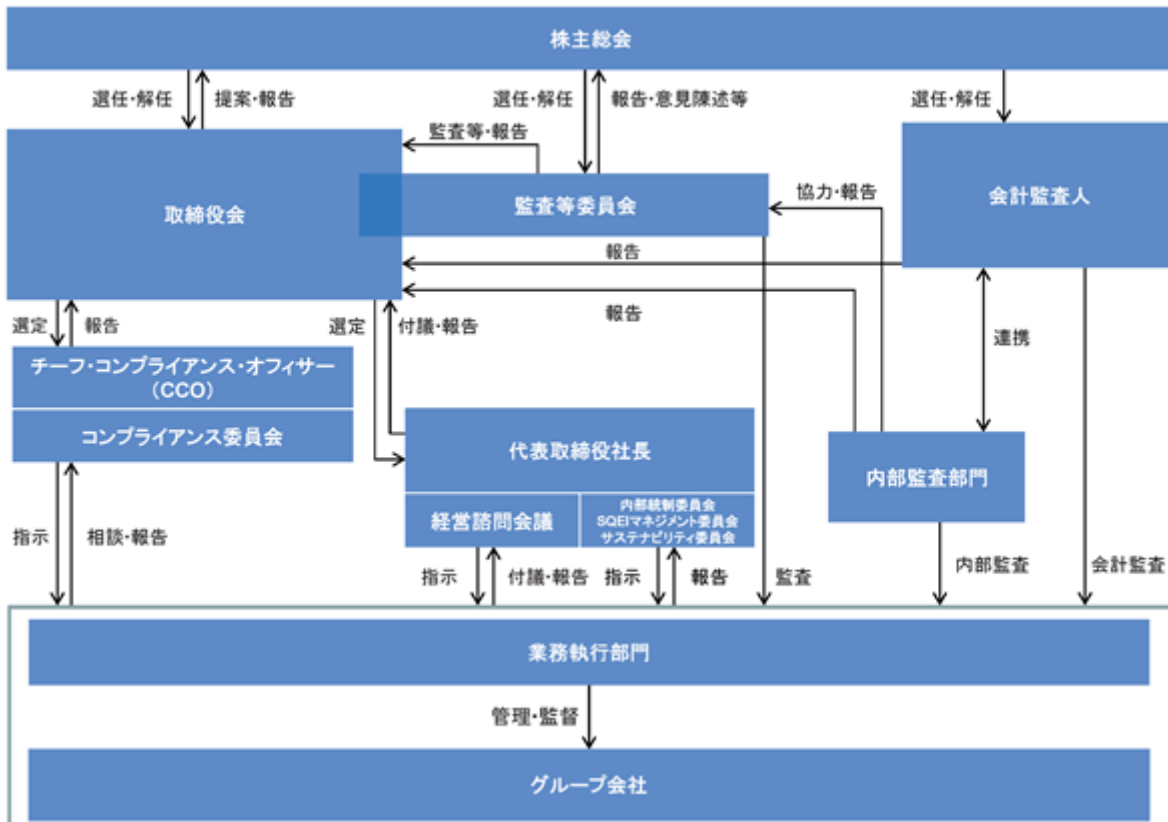 株主総会
選任・解任
提案・報告
選任・解任
報告・意見陳述等
選任・解任
監査等・報告
取締役会
監査等委員会
協力・報告
会計監査人
報告
報告
選定
報告
選定
付議・報告
連携
チーフ・コンプライアンス・オフィサー
（CCO）
コンプライアンス委員会
代表取締役社長
内部監査部門
経営諮問会議
内部統制委員会
SQEIマネジメント委員会
サステナビリティ委員会
指示
相談・報告
指示
付議・報告
指示
報告
監査
内部監査
会計監査
業務執行部門
管理・監督
グループ会社